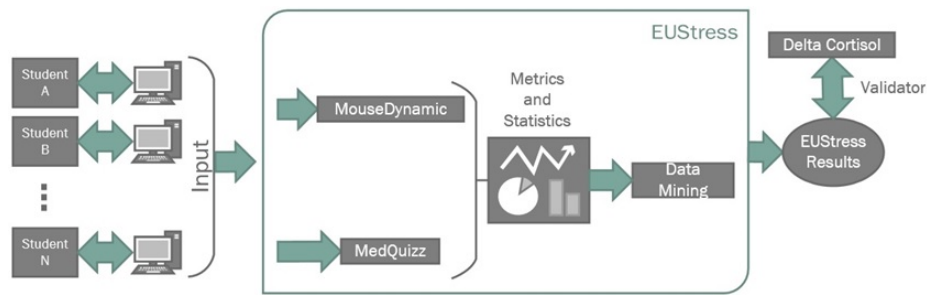 EUStress
Student
A
Student
B
Student
N
Input
MouseDynamic
MedQuizz
Metrics
and
Statistics
Data
Mining
Delta Cortisol
Validator
EUStress
Results